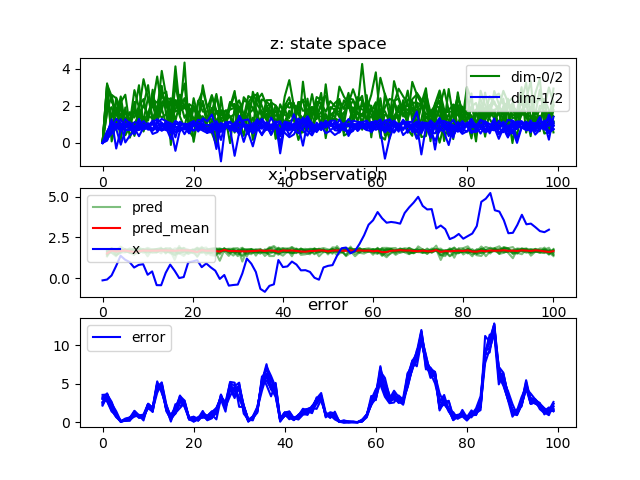 z: state space
4
2
0
dim-0/2
dim-1/2
0 20 40 60 80 100
x: observation
5.0
2.5
0.0
pred
pred_mean
x
0 20 40 60 80 100
error
10
5
0
error
0 20 40 60 80 100